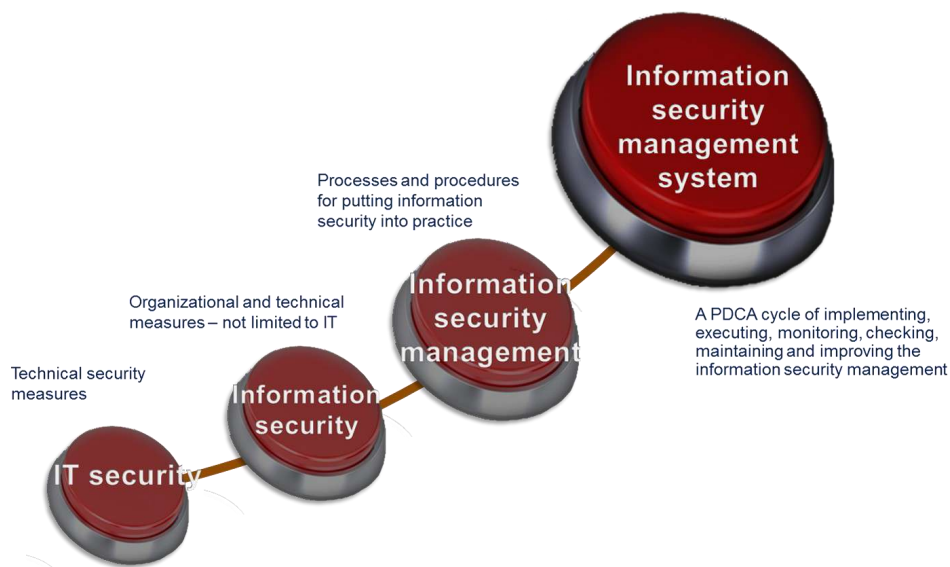 Information
security
management
system
Processes and procedures
for putting information
security into practice
Information
security
management
Organizational and technical
measures – not limited to IT
A PDCA cycle of implementing,
executing, monitoring, checking,
maintaining and improving the
information security management
Technical security
measures
Information
security
IT security